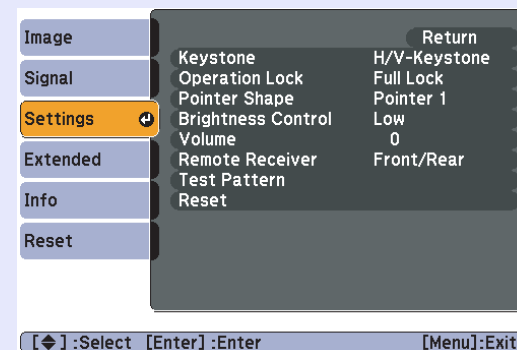 Image
Signal
Settings
Extended
Info
Reset
Return
Keystone H/V-Keystone
Operation Lock Full Lock
Pointer Shape Pointer 1
Brightness Control Low
Volume 0
Remote Receiver Front/Rear
Test Pattern
Reset
[◆] :Select [Enter] :Enter [Menu]:Exit